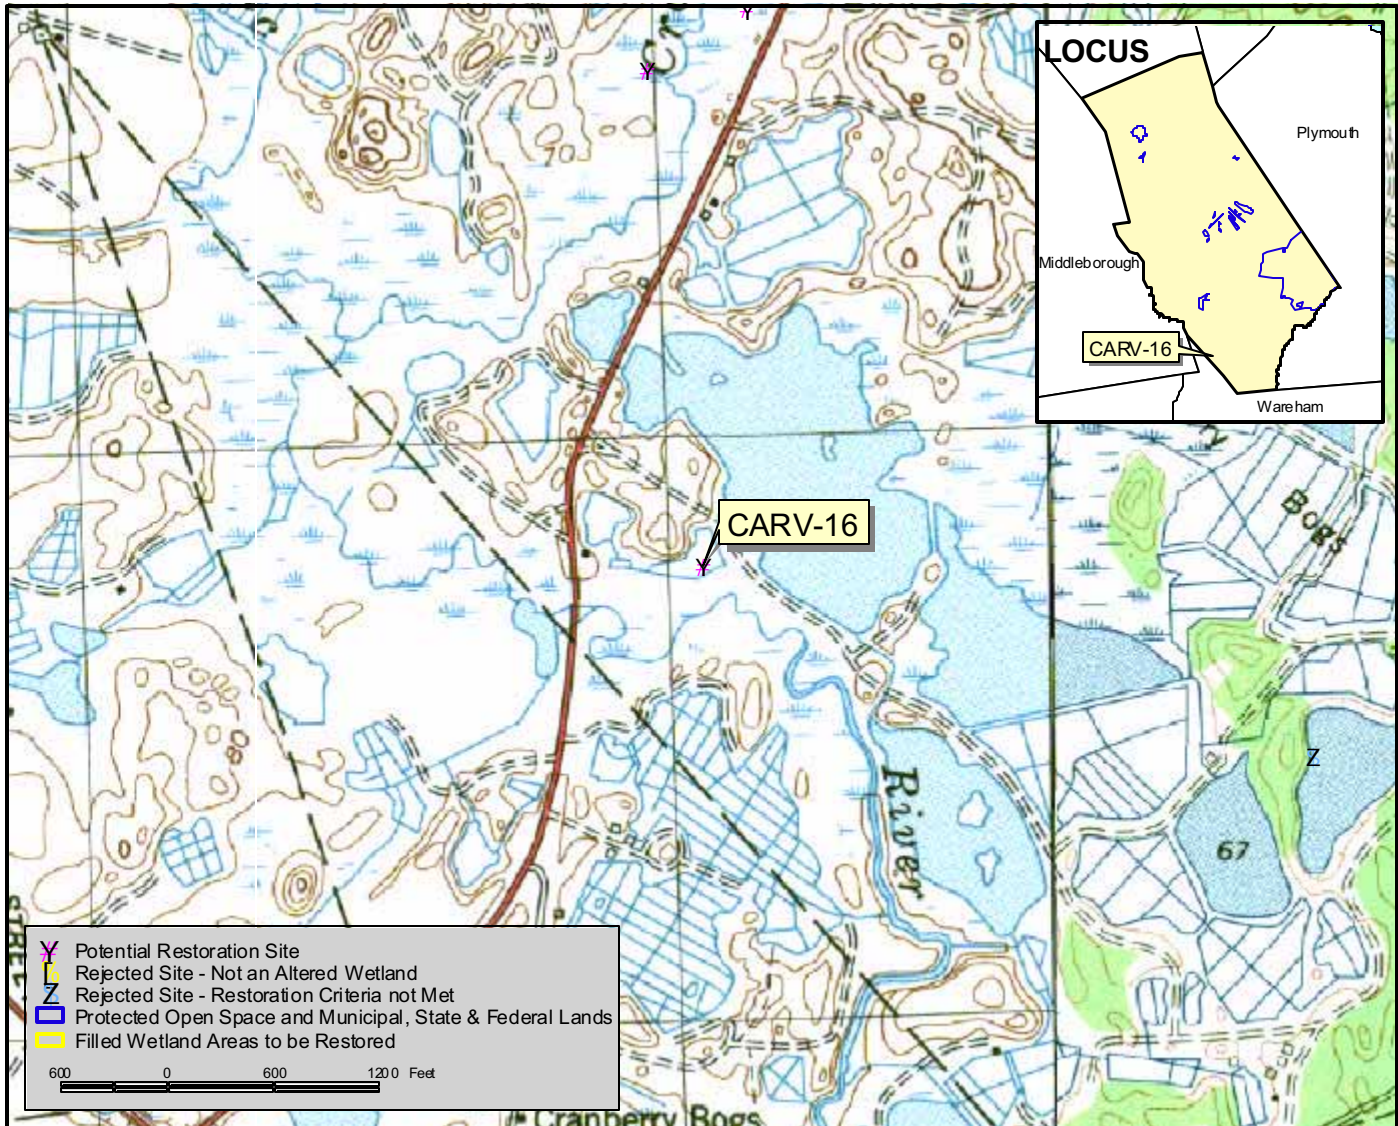 LOCUS
Plymouth
Middleborough
CARV-16
Wareham
Bogs
CARV-16
River
67
Y Potential Restoration Site
Rejected Site - Not an Altered Wetland
Z Rejected Site - Restoration Criteria not Met
Protected Open Space and Municipal, State & Federal Lands
Filled Wetland Areas to be Restored
600 0 600 1200 Feet
Cranberry Bogs
Y
Y
Y
Z